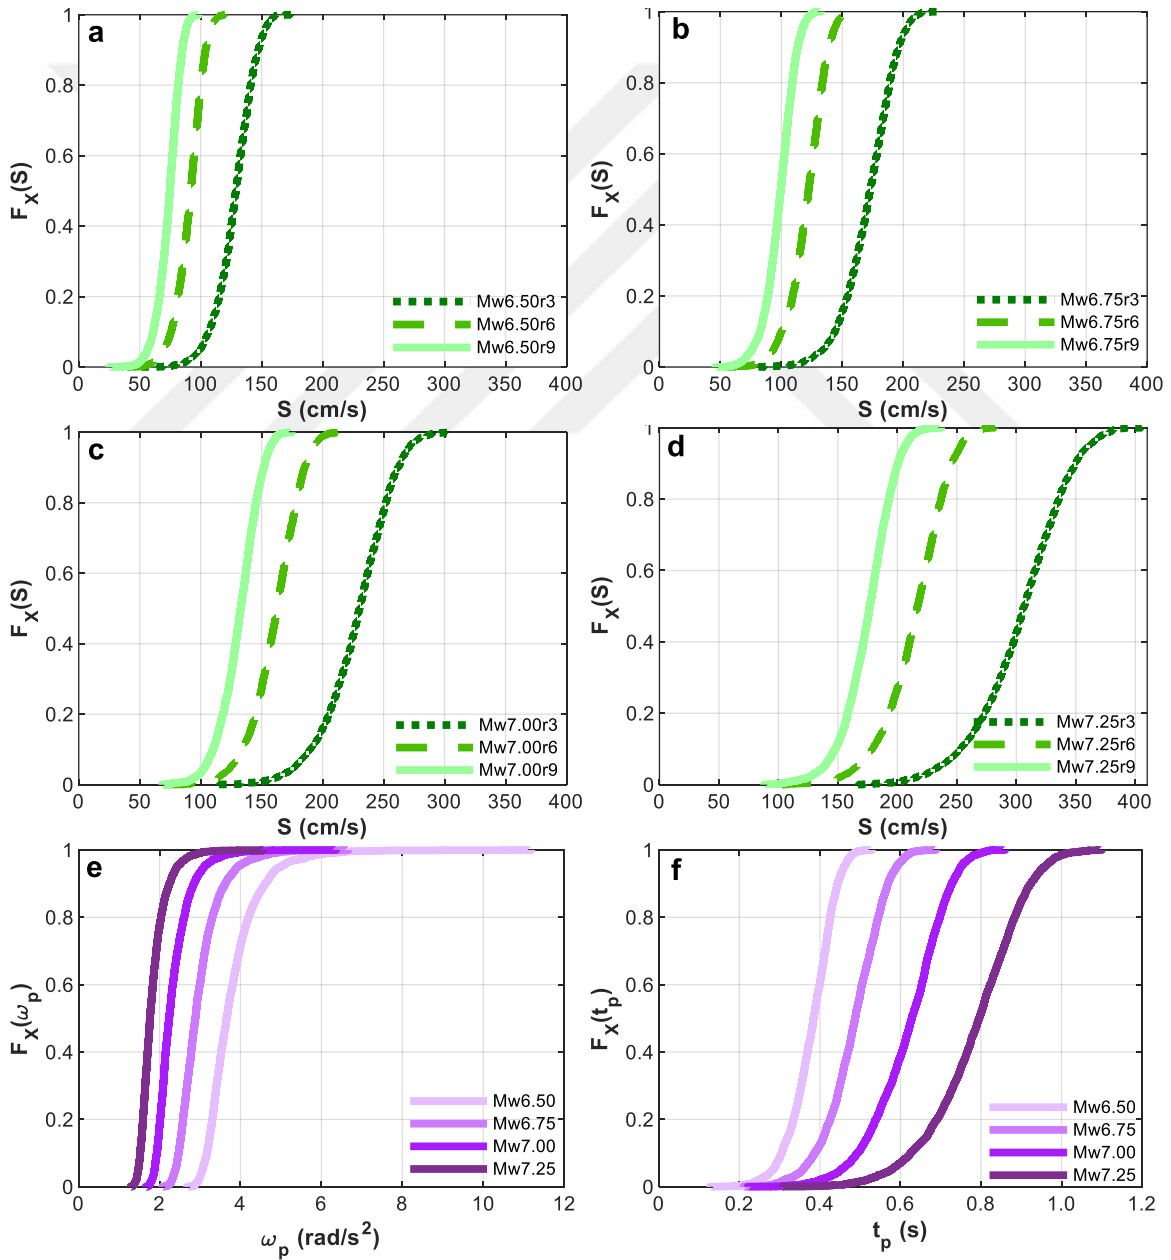 a
1
0.8
0.6
0.4
0.2
0
F_X(S)
0 50 100 150 200 250 300 350 400
S (cm/s)
Mw6.50r3
Mw6.50r6
Mw6.50r9
b
1
0.8
0.6
0.4
0.2
0
F_X(S)
0 50 100 150 200 250 300 350 400
S (cm/s)
Mw6.75r3
Mw6.75r6
Mw6.75r9
c
1
0.8
0.6
0.4
0.2
0
F_X(S)
0 50 100 150 200 250 300 350 400
S (cm/s)
Mw7.00r3
Mw7.00r6
Mw7.00r9
d
1
0.8
0.6
0.4
0.2
0
F_X(S)
0 50 100 150 200 250 300 350 400
S (cm/s)
Mw7.25r3
Mw7.25r6
Mw7.25r9
e
1
0.8
0.6
0.4
0.2
0
F_X(ω_p)
0 2 4 6 8 10 12
ω_p (rad/s²)
Mw6.50
Mw6.75
Mw7.00
Mw7.25
f
1
0.8
0.6
0.4
0.2
0
F_X(t_p)
0.2 0.4 0.6 0.8 1.0 1.2
t_p (s)
Mw6.50
Mw6.75
Mw7.00
Mw7.25